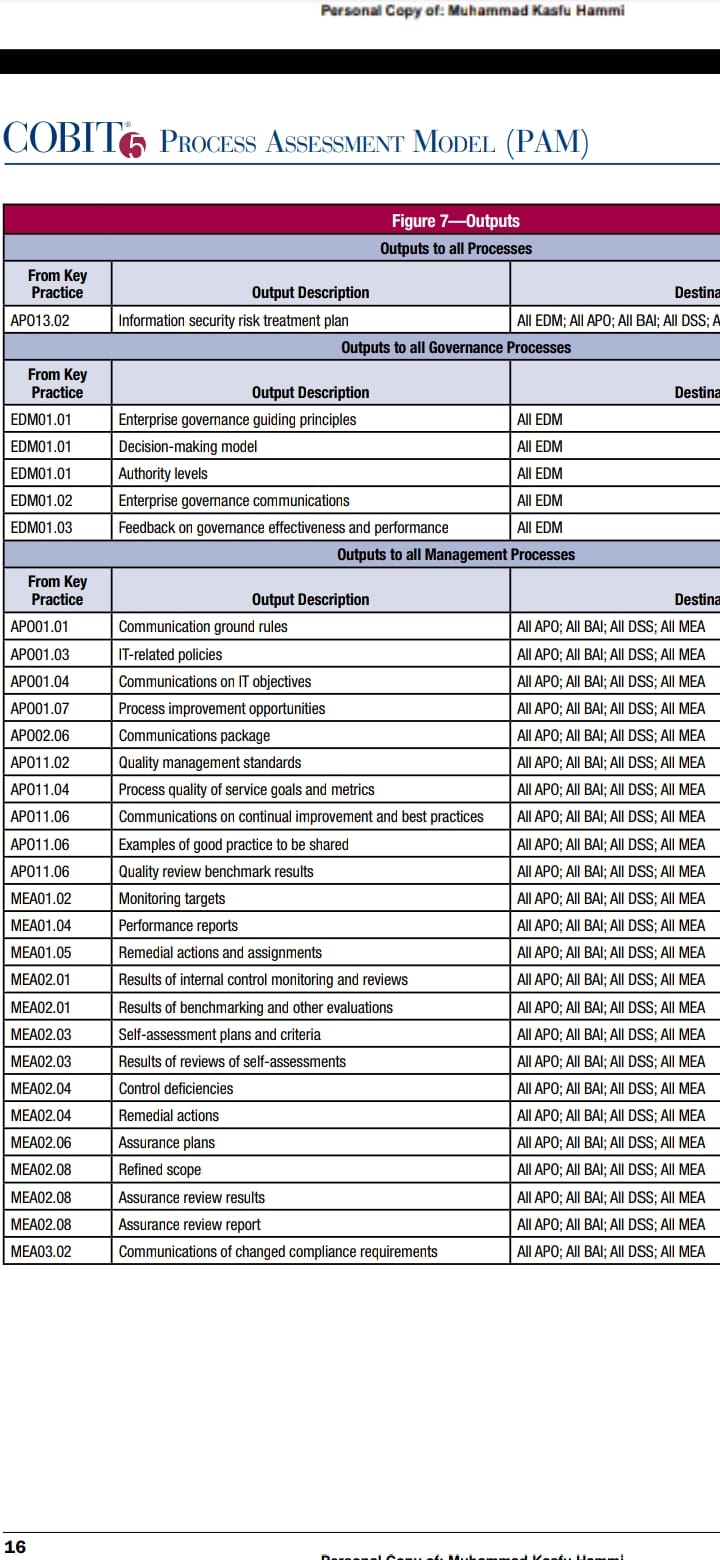 Personal Copy of: Muhammad Kasfu Hammi
COBIT® 5 PROCESS ASSESSMENT MODEL (PAM)
Figure 7—Outputs
Outputs to all Processes
From Key
Practice Output Description Destina
APO13.02 Information security risk treatment plan All EDM; All APO; All BAI; All DSS; A
Outputs to all Governance Processes
From Key
Practice Output Description Destina
EDM01.01 Enterprise governance guiding principles All EDM
EDM01.01 Decision-making model All EDM
EDM01.01 Authority levels All EDM
EDM01.02 Enterprise governance communications All EDM
EDM01.03 Feedback on governance effectiveness and performance All EDM
Outputs to all Management Processes
From Key
Practice Output Description Destina
APO01.01 Communication ground rules All APO; All BAI; All DSS; All MEA
APO01.03 IT-related policies All APO; All BAI; All DSS; All MEA
APO01.04 Communications on IT objectives All APO; All BAI; All DSS; All MEA
APO01.07 Process improvement opportunities All APO; All BAI; All DSS; All MEA
APO02.06 Communications package All APO; All BAI; All DSS; All MEA
APO11.02 Quality management standards All APO; All BAI; All DSS; All MEA
APO11.04 Process quality of service goals and metrics All APO; All BAI; All DSS; All MEA
APO11.06 Communications on continual improvement and best practices All APO; All BAI; All DSS; All MEA
APO11.06 Examples of good practice to be shared All APO; All BAI; All DSS; All MEA
APO11.06 Quality review benchmark results All APO; All BAI; All DSS; All MEA
MEA01.02 Monitoring targets All APO; All BAI; All DSS; All MEA
MEA01.04 Performance reports All APO; All BAI; All DSS; All MEA
MEA01.05 Remedial actions and assignments All APO; All BAI; All DSS; All MEA
MEA02.01 Results of internal control monitoring and reviews All APO; All BAI; All DSS; All MEA
MEA02.01 Results of benchmarking and other evaluations All APO; All BAI; All DSS; All MEA
MEA02.03 Self-assessment plans and criteria All APO; All BAI; All DSS; All MEA
MEA02.03 Results of reviews of self-assessments All APO; All BAI; All DSS; All MEA
MEA02.04 Control deficiencies All APO; All BAI; All DSS; All MEA
MEA02.04 Remedial actions All APO; All BAI; All DSS; All MEA
MEA02.06 Assurance plans All APO; All BAI; All DSS; All MEA
MEA02.08 Refined scope All APO; All BAI; All DSS; All MEA
MEA02.08 Assurance review results All APO; All BAI; All DSS; All MEA
MEA02.08 Assurance review report All APO; All BAI; All DSS; All MEA
MEA03.02 Communications of changed compliance requirements All APO; All BAI; All DSS; All MEA
16
Personal Copy of: Muhammad Kasfu Hammi